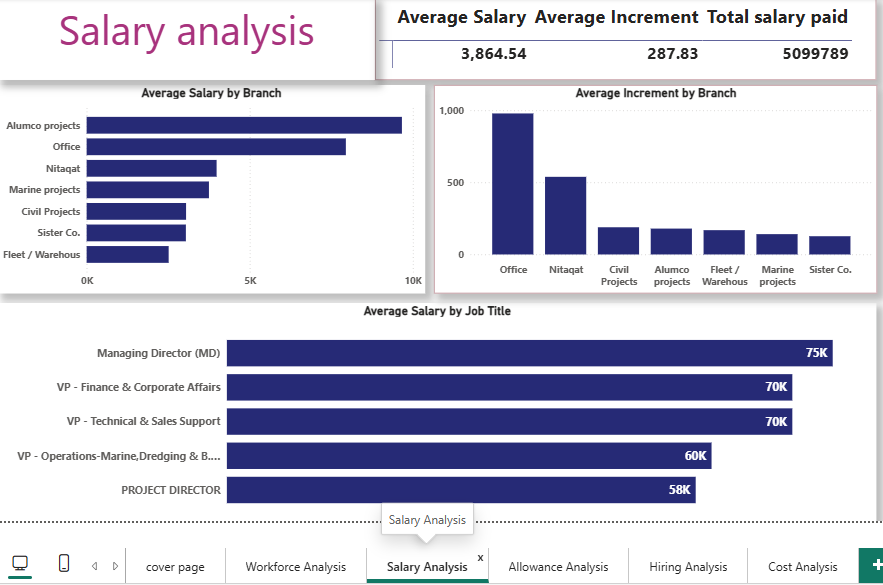 Salary analysis
Average Salary Average Increment Total salary paid
3,864.54 287.83 5099789
Average Salary by Branch
Alumco projects
Office
Nitaqat
Marine projects
Civil Projects
Sister Co.
Fleet / Warehous
0K 5K 10K
Average Increment by Branch
1,000
500
0
Office Nitaqat Civil Projects Alumco projects Fleet / Warehous Marine projects Sister Co.
Average Salary by Job Title
Managing Director (MD) 75K
VP - Finance & Corporate Affairs 70K
VP - Technical & Sales Support 70K
VP - Operations-Marine,Dredging & B.... 60K
PROJECT DIRECTOR 58K
Salary Analysis
cover page Workforce Analysis Salary Analysis x Allowance Analysis Hiring Analysis Cost Analysis +